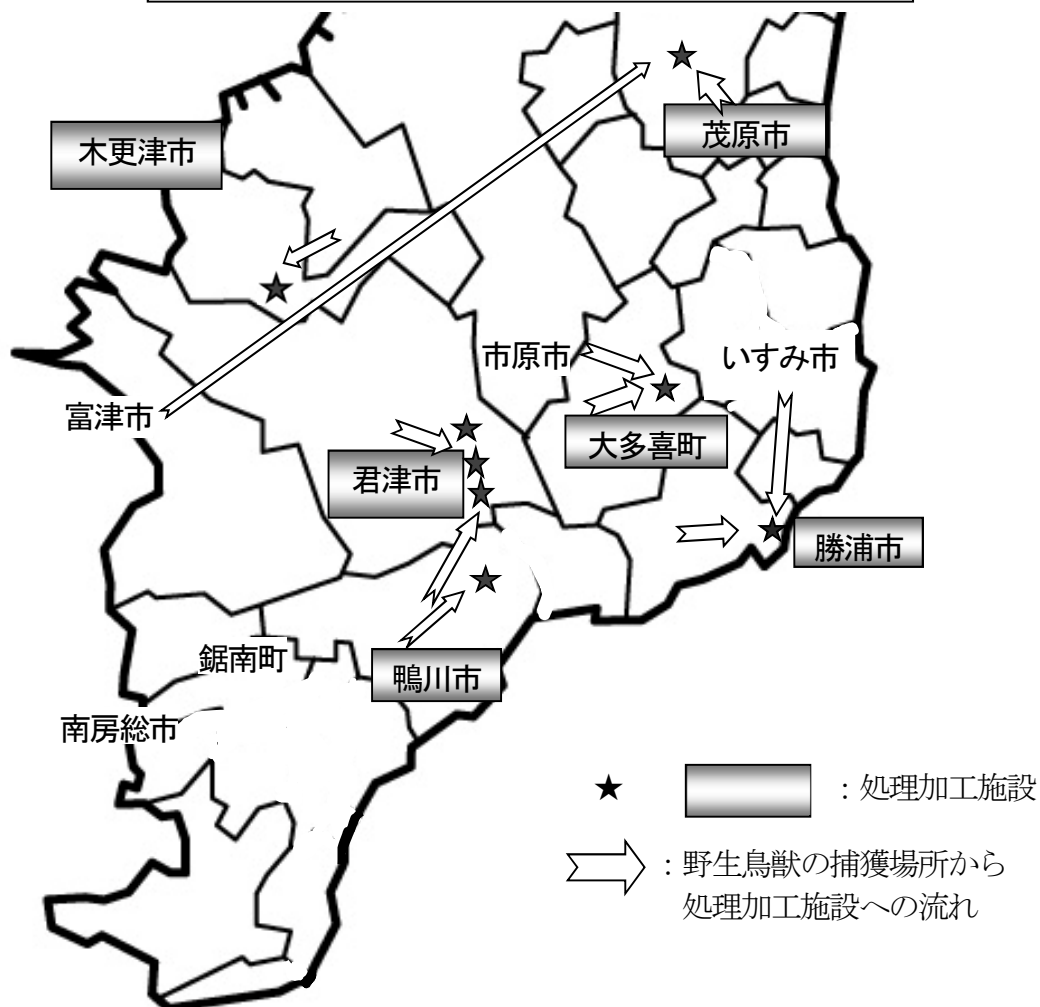 茂原市
木更津市
市原市
いすみ市
富津市
大多喜町
君津市
勝浦市
鋸南町
鴨川市
南房総市
：処理加工施設
：野生鳥獣の捕獲場所から
処理加工施設への流れ